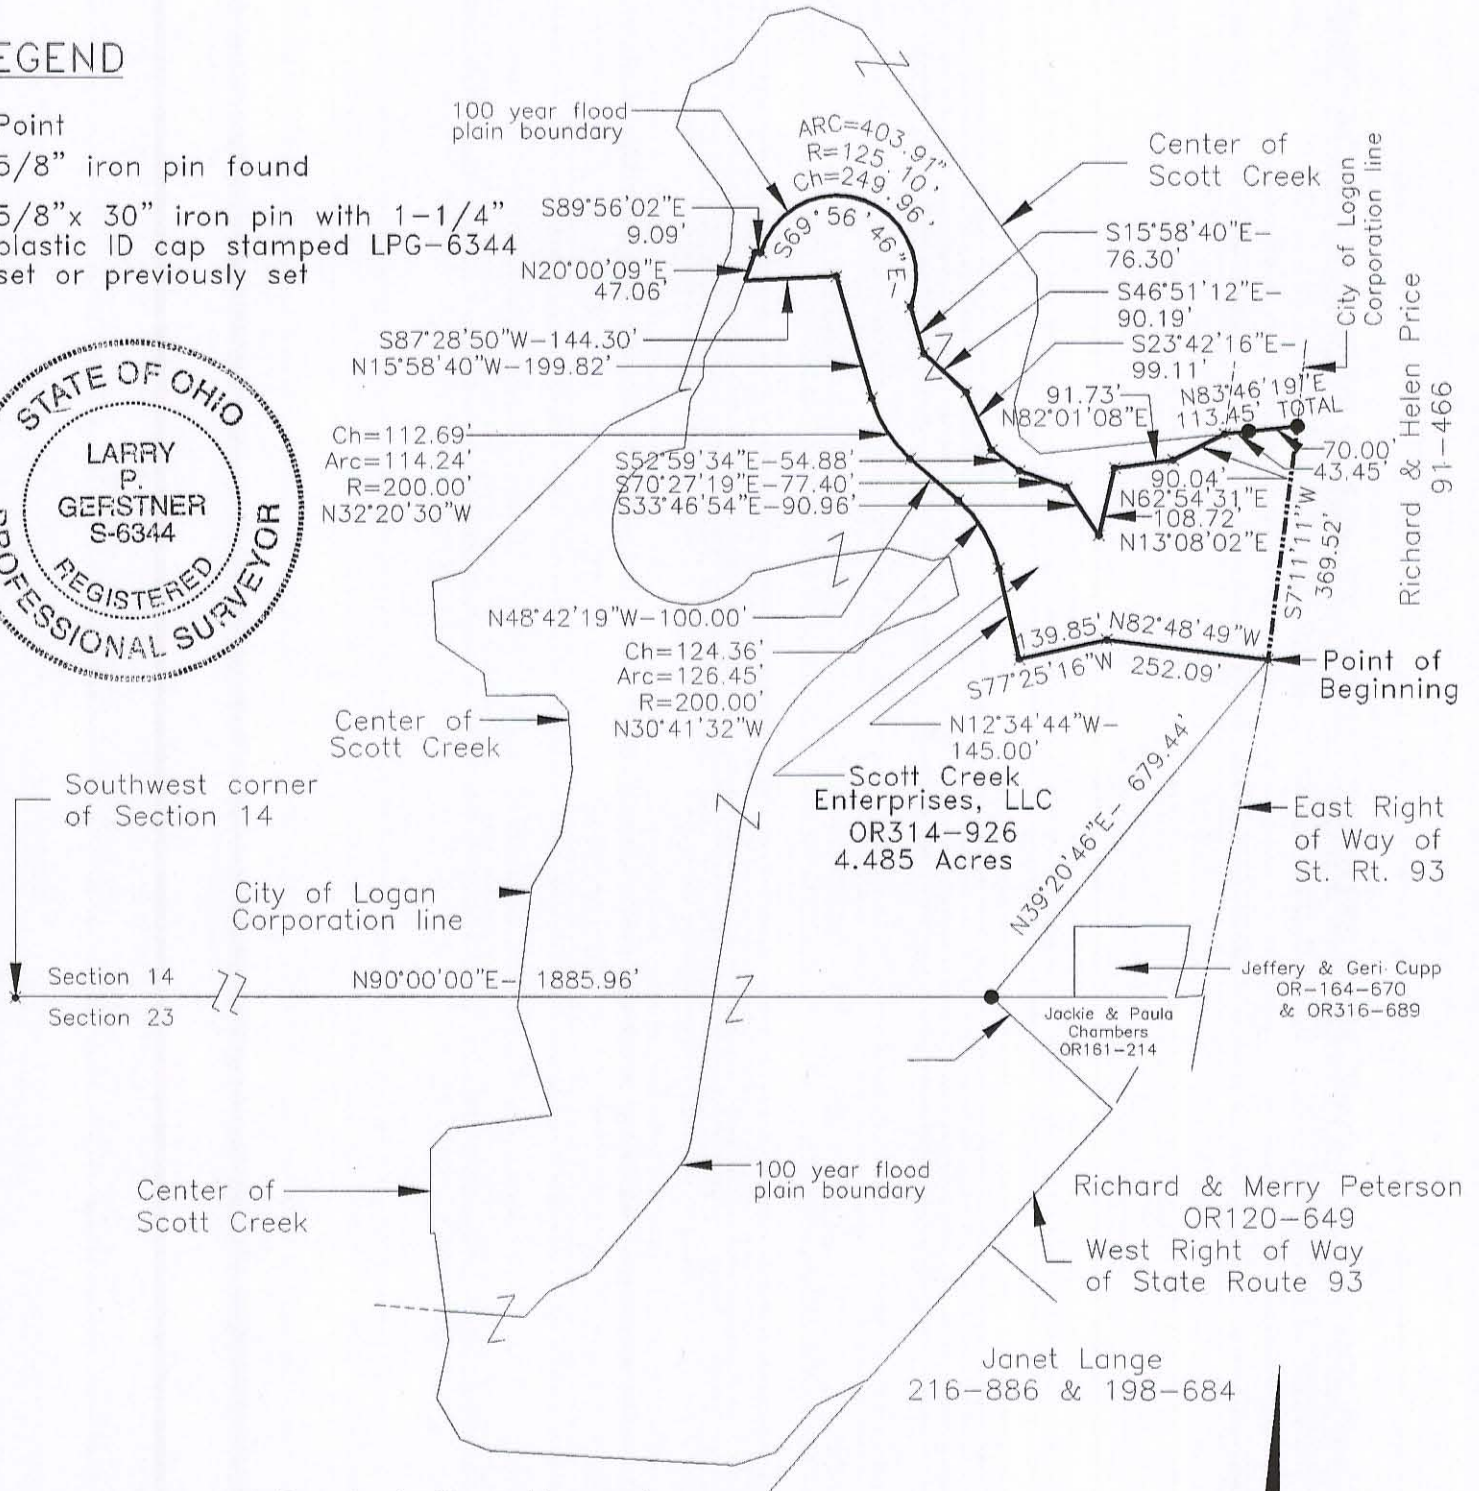 EGEND
Point
5/8" iron pin found
5/8"x 30" iron pin with 1-1/4"
plastic ID cap stamped LPG-6344
set or previously set
STATE OF OHIO
LARRY
P.
GERSTNER
S-6344
REGISTERED
PROFESSIONAL SURVEYOR
100 year flood
plain boundary
ARC=403.91"
R=125.10'
Ch=249.96'
S69°56'46"E-
Center of
Scott Creek
City of Logan
Corporation line
Richard & Helen Price
91-466
S89°56'02"E
9.09'
N20°00'09"E
47.06'
S87°28'50"W-144.30'
N15°58'40"W-199.82'
S15°58'40"E-
76.30'
S46°51'12"E-
90.19'
S23°42'16"E-
99.11'
91.73'
N82°01'08"E
N83°46'19"E
113.45' TOTAL
70.00'
43.45'
Ch=112.69'
Arc=114.24'
R=200.00'
N32°20'30"W
S52°59'34"E-54.88'
S70°27'19"E-77.40'
S33°46'54"E-90.96'
90.04'
N62°54'31"E
108.72'
N13°08'02"E
S7°11'11"W
369.52'
N48°42'19"W-100.00'
Ch=124.36'
Arc=126.45'
R=200.00'
N30°41'32"W
139.85'
S77°25'16"W
N82°48'49"W
252.09'
Point of
Beginning
N12°34'44"W-
145.00'
Center of
Scott Creek
Scott Creek
Enterprises, LLC
OR314-926
4.485 Acres
N39°20'46"E- 679.44'
East Right
of Way of
St. Rt. 93
Southwest corner
of Section 14
City of Logan
Corporation line
Section 14
Section 23
N90°00'00"E- 1885.96'
Jeffery & Geri Cupp
OR-164-670
& OR316-689
Jackie & Paula
Chambers
OR161-214
100 year flood
plain boundary
Center of
Scott Creek
Richard & Merry Peterson
OR120-649
West Right of Way
of State Route 93
Janet Lange
216-886 & 198-684